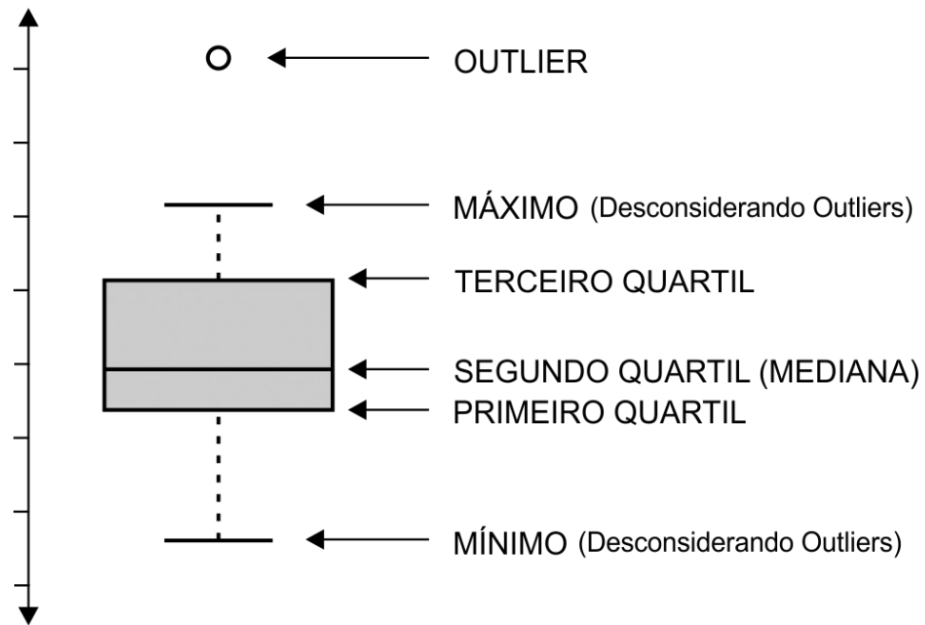 OUTLIER
MÁXIMO (Desconsiderando Outliers)
TERCEIRO QUARTIL
SEGUNDO QUARTIL (MEDIANA)
PRIMEIRO QUARTIL
MÍNIMO (Desconsiderando Outliers)